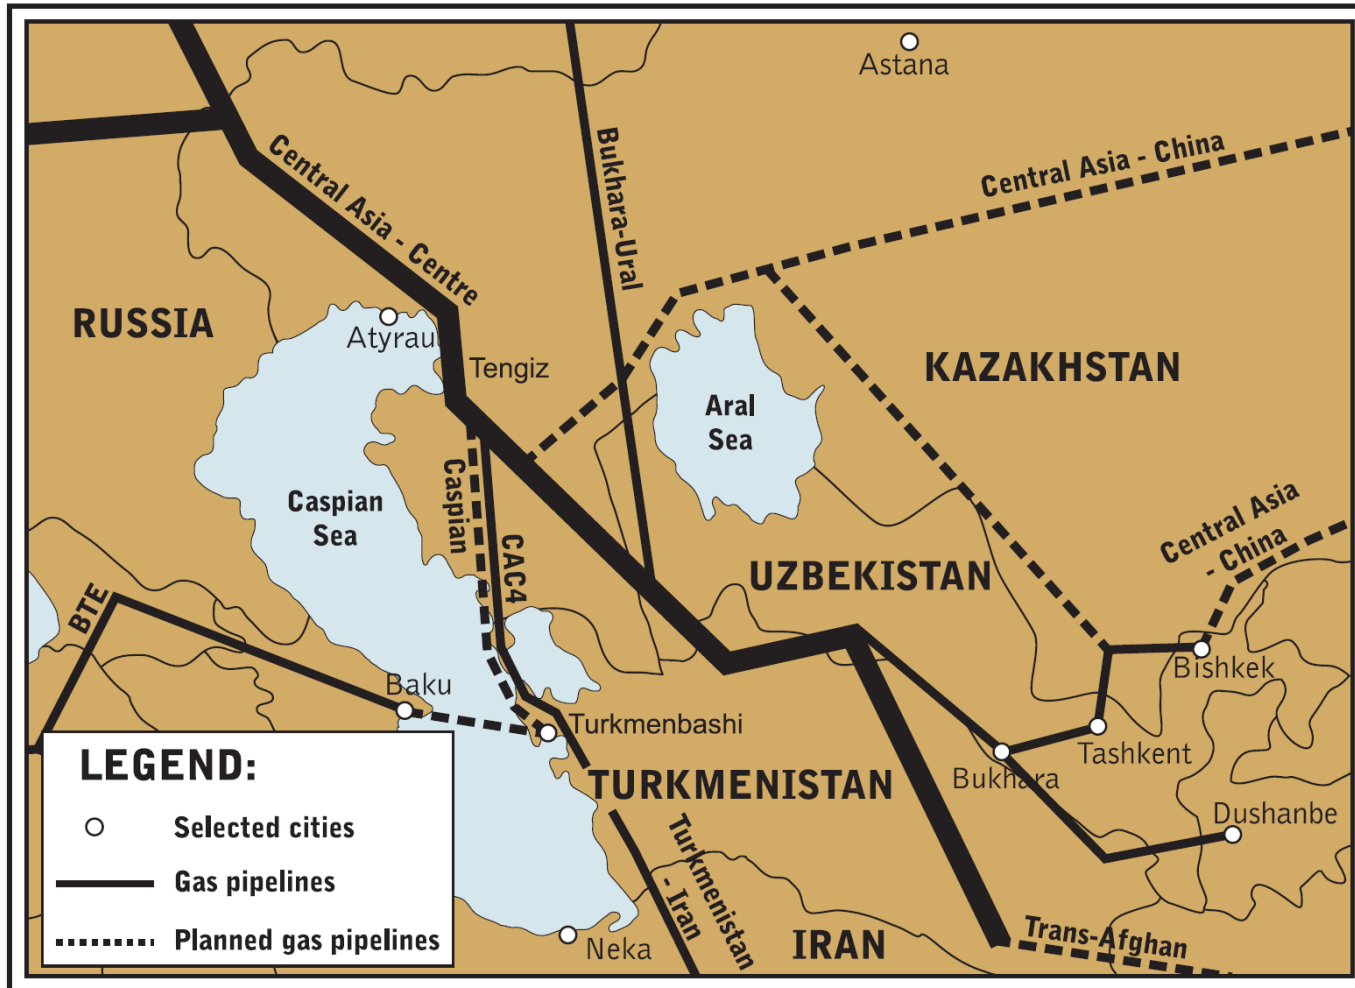 Astana
Central Asia - China
Bukhara-Ural
Central Asia - Centre
RUSSIA
Atyrau
Tengiz
KAZAKHSTAN
Aral
Sea
Caspian
Sea
Caspian
CAC4
UZBEKISTAN
Central Asia
- China
BTE
Baku
Bishkek
Turkmenbashi
Tashkent
Bukhara
TURKMENISTAN
Dushanbe
Turkmenistan
- Iran
IRAN
Trans-Afghan
Neka
LEGEND:
Selected cities
Gas pipelines
Planned gas pipelines